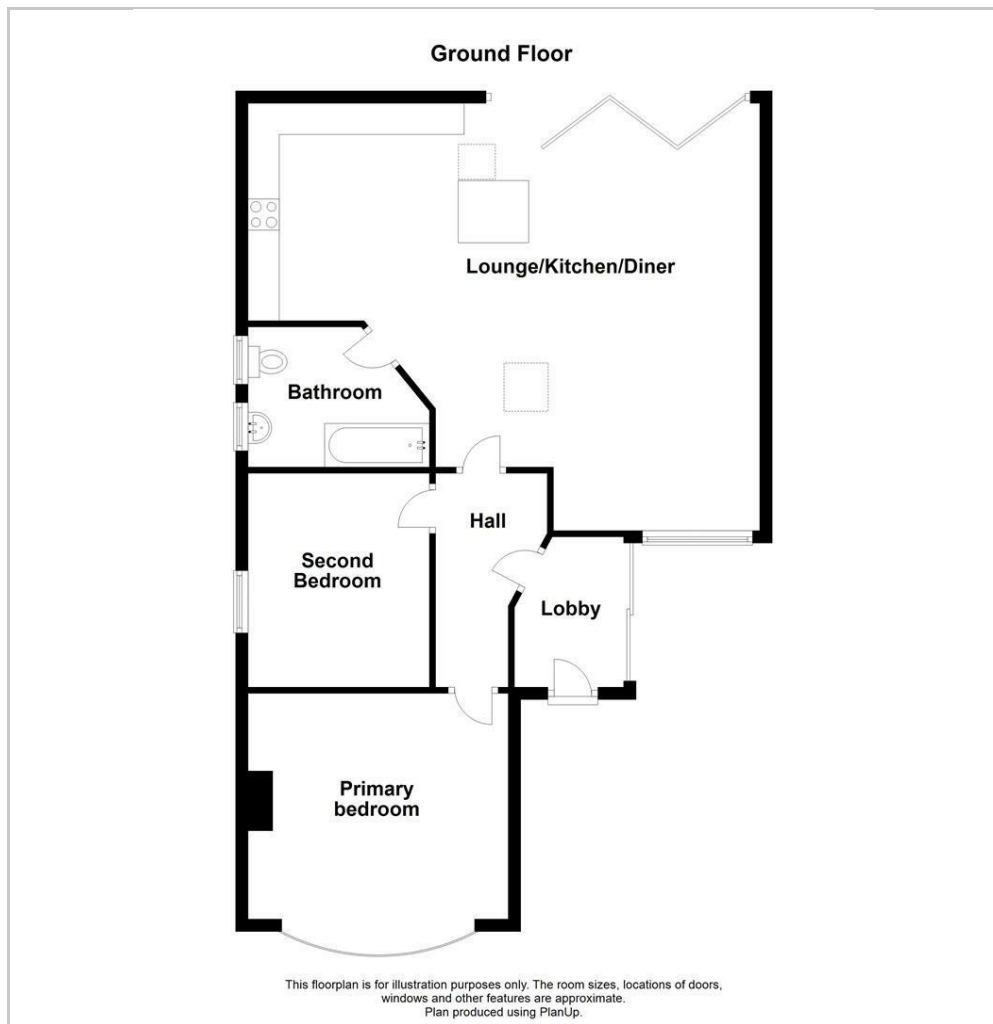 Ground Floor
Lounge/Kitchen/Diner
Bathroom
Hall
Second
Bedroom
Lobby
Primary
bedroom
This floorplan is for illustration purposes only. The room sizes, locations of doors,
windows and other features are approximate.
Plan produced using PlanUp.